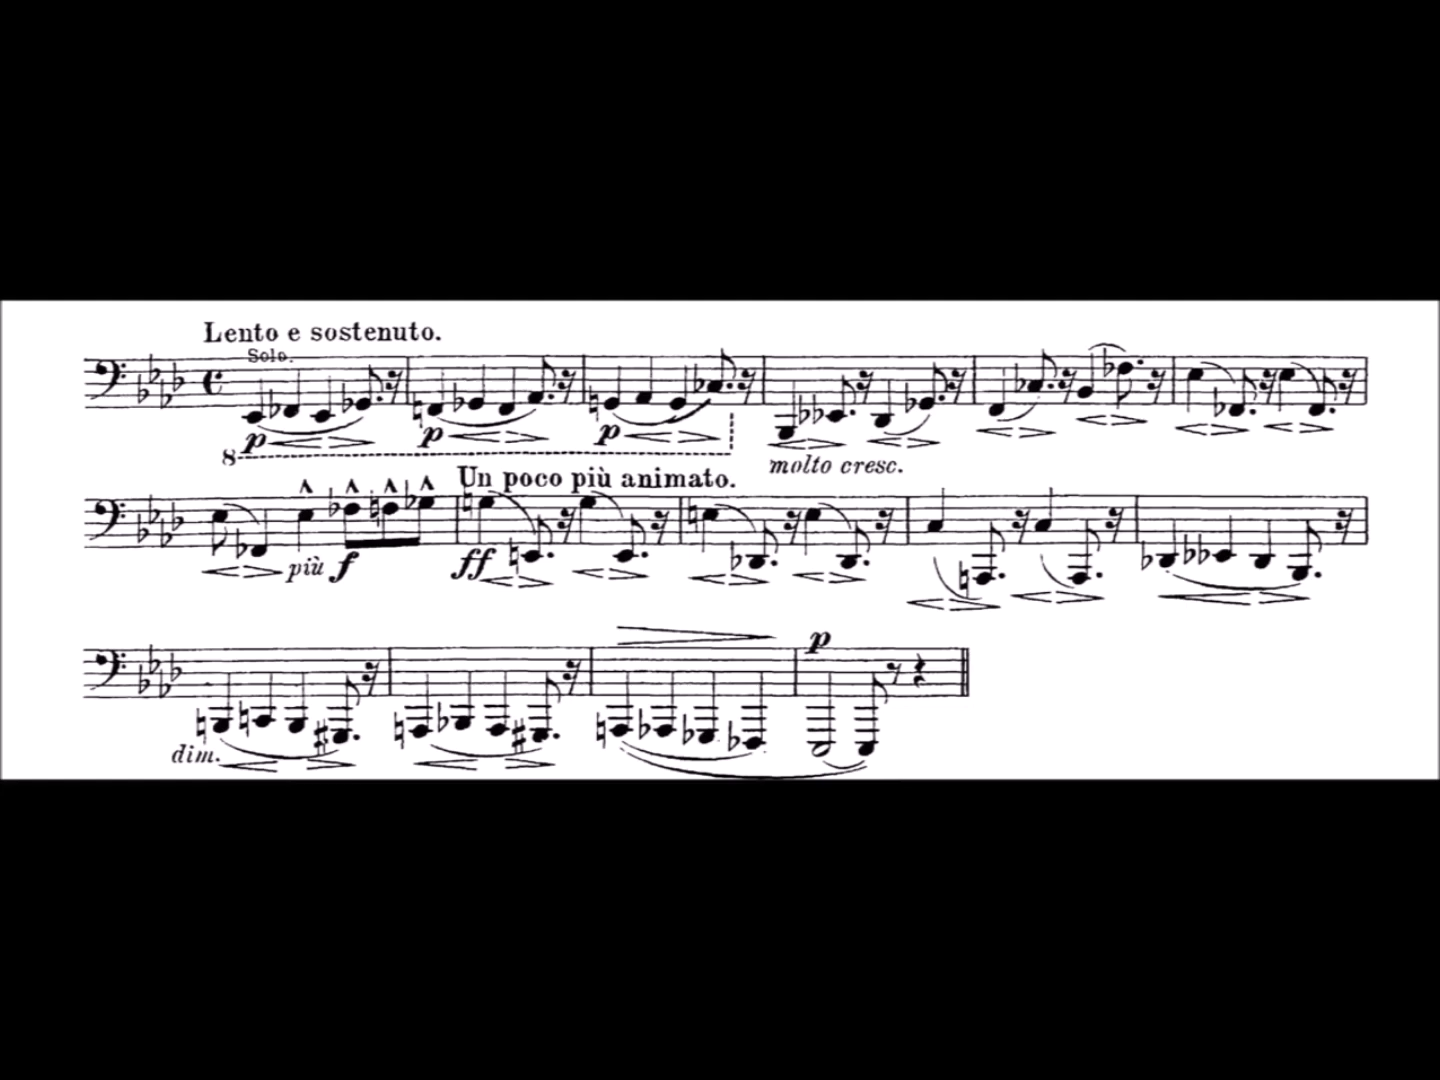 Lento e sostenuto.
Solo.
p p p
8
molto cresc.
Un poco più animato.
più f ff
p
dim.